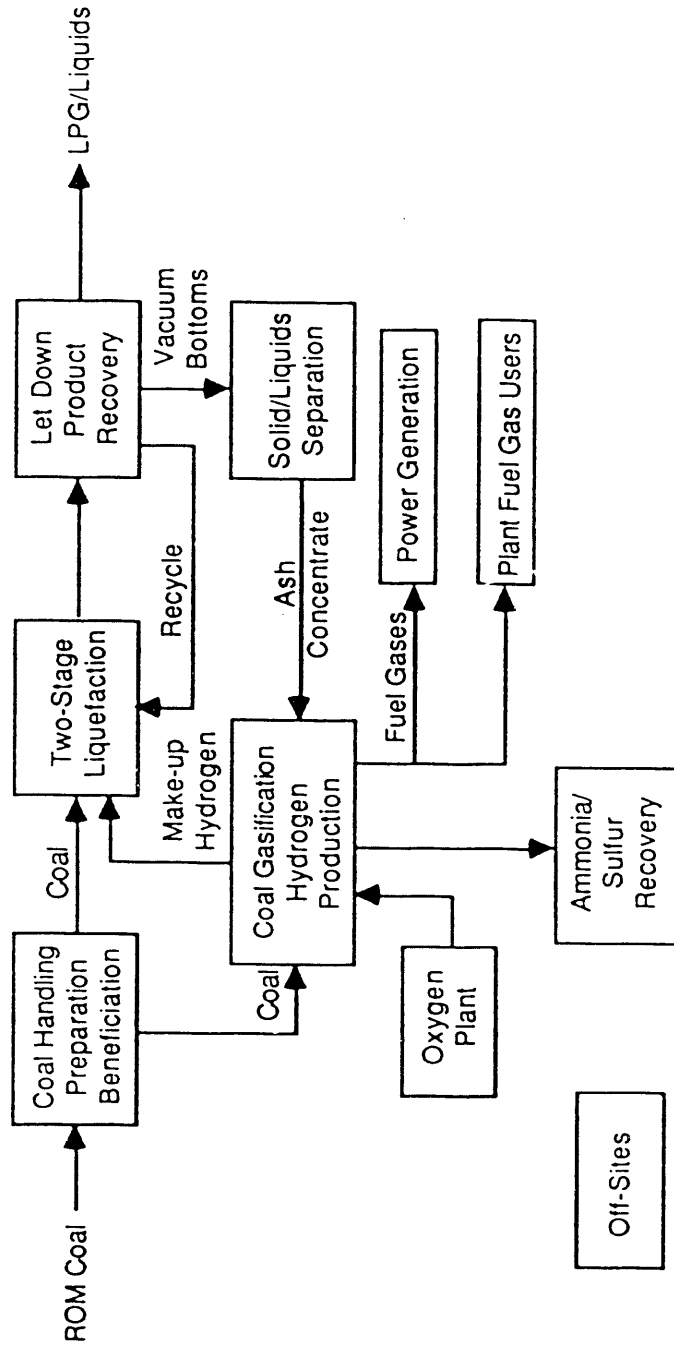 ROM Coal
Coal Handling
Preparation
Beneficiation
Coal
Two-Stage
Liquefaction
Let Down
Product
Recovery
LPG/Liquids
Recycle
Vacuum
Bottoms
Make-up
Hydrogen
Coal
Coal Gasification
Hydrogen
Production
Ash
Concentrate
Solid/Liquids
Separation
Oxygen
Plant
Fuel Gases
Power Generation
Plant Fuel Gas Users
Ammonia/
Sulfur
Recovery
Off-Sites